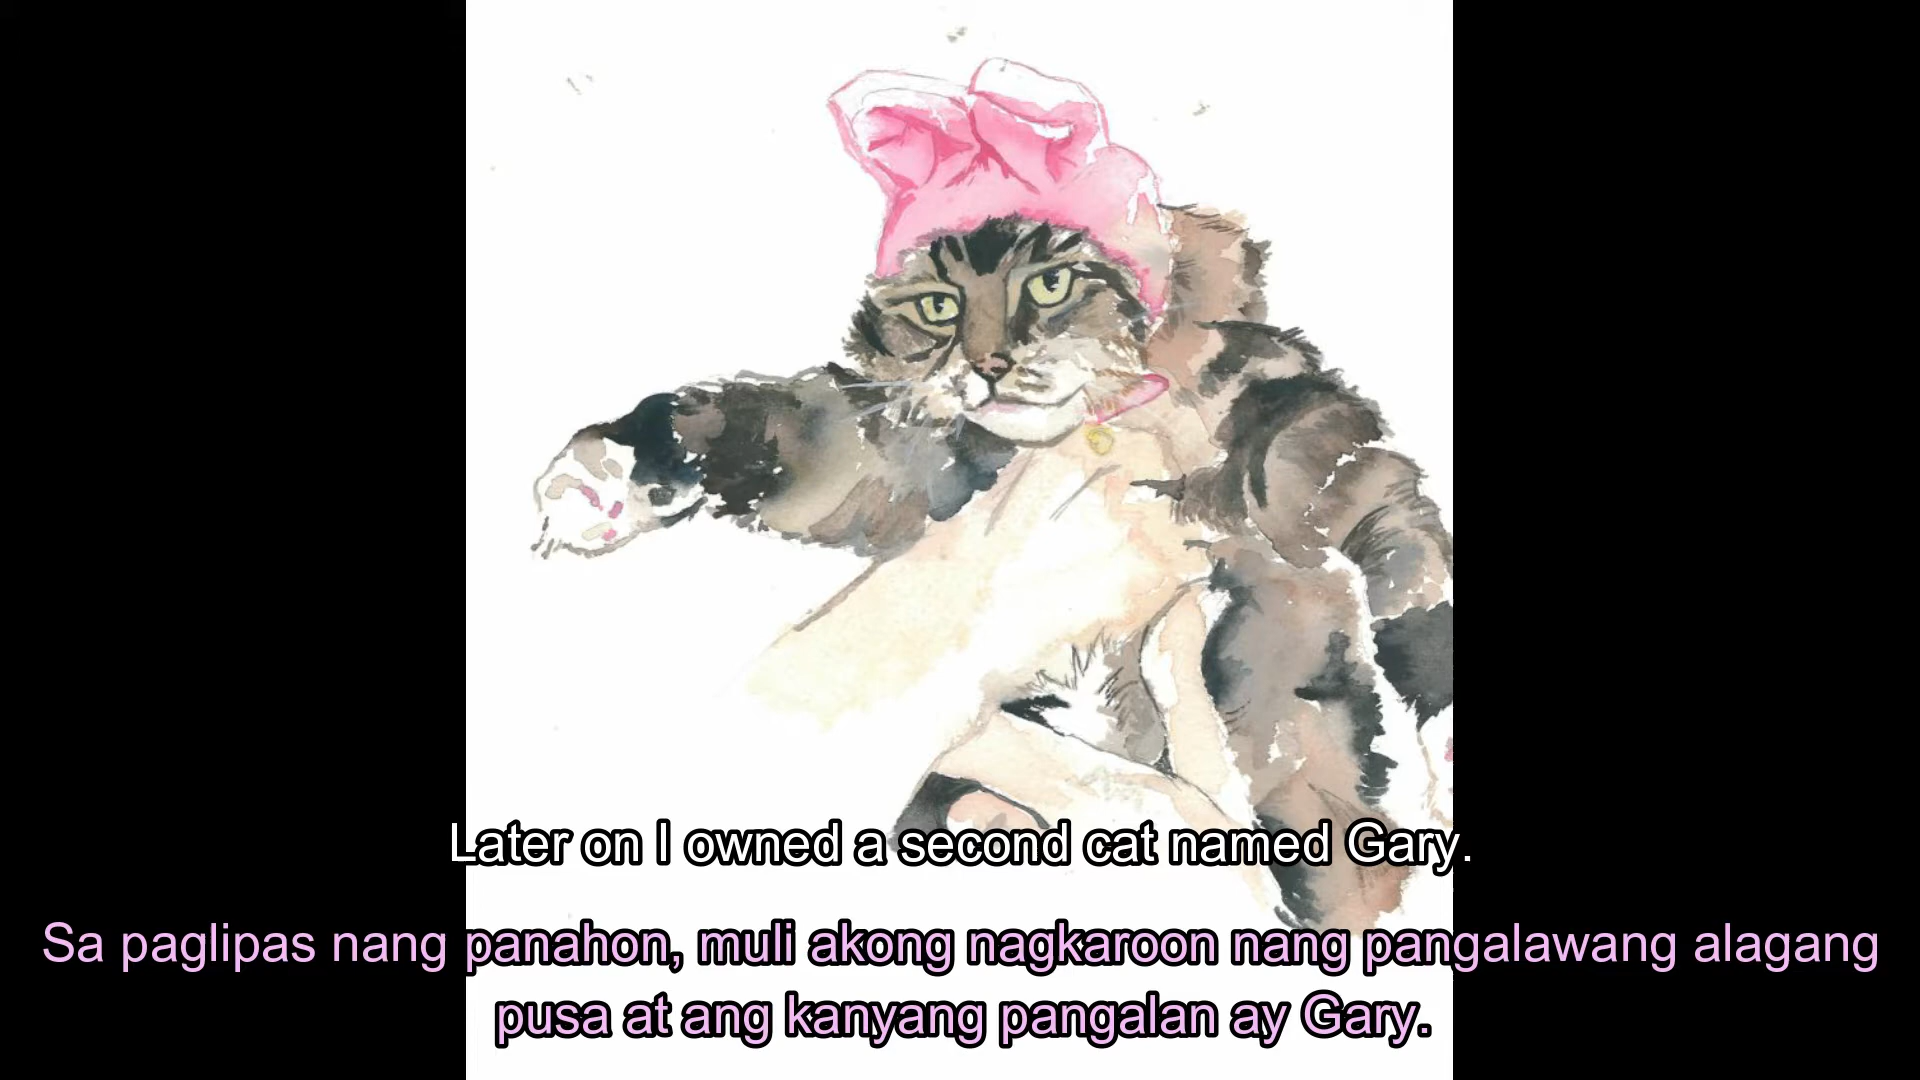 Later on I owned a second cat named Gary.
Sa paglipas nang panahon, muli akong nagkaroon nang pangalawang alagang
pusa at ang kanyang pangalan ay Gary.